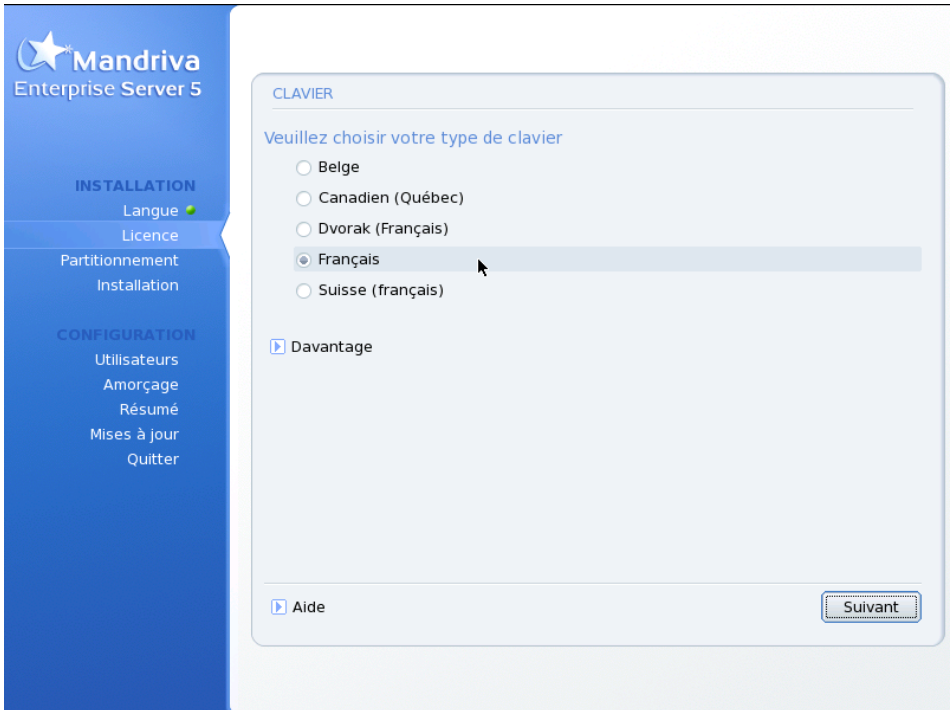 Mandriva
Enterprise Server 5
INSTALLATION
Langue
Licence
Partitionnement
Installation
CONFIGURATION
Utilisateurs
Amorçage
Résumé
Mises à jour
Quitter
CLAVIER
Veuillez choisir votre type de clavier
Belge
Canadien (Québec)
Dvorak (Français)
Français
Suisse (français)
Davantage
Aide
Suivant